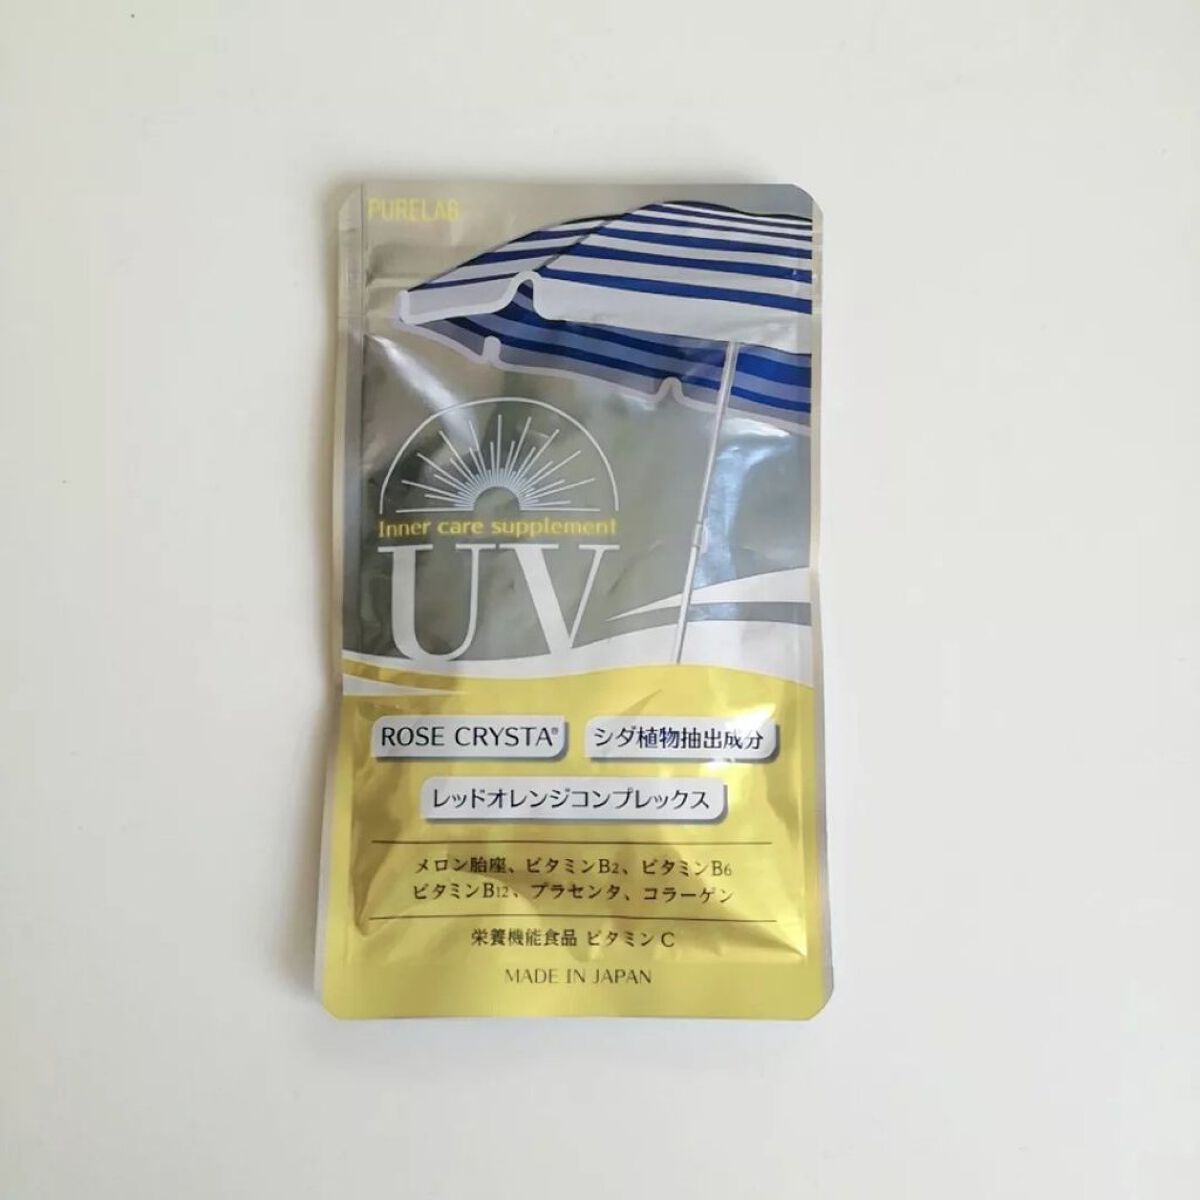 PURELAB
Inner care supplement
UV
ROSE CRYSTA®
シダ植物抽出成分
レッドオレンジコンプレックス
メロン胎座、ビタミンB2、ビタミンB6
ビタミンB12、プラセンタ、コラーゲン
栄養機能食品 ビタミンC
MADE IN JAPAN